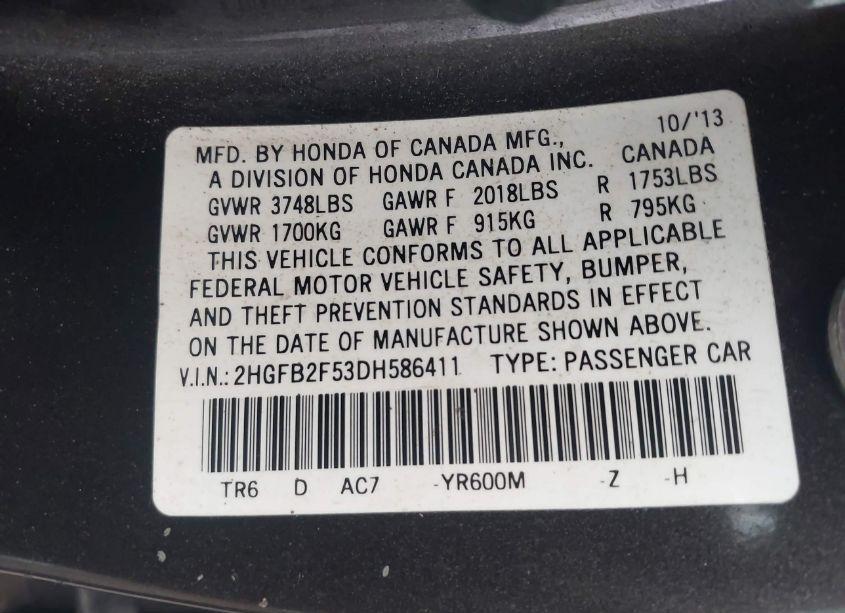 10/'13
MFD. BY HONDA OF CANADA MFG.,
A DIVISION OF HONDA CANADA INC. CANADA
GVWR 3748LBS GAWR F 2018LBS R 1753LBS
GVWR 1700KG GAWR F 915KG R 795KG
THIS VEHICLE CONFORMS TO ALL APPLICABLE
FEDERAL MOTOR VEHICLE SAFETY, BUMPER,
AND THEFT PREVENTION STANDARDS IN EFFECT
ON THE DATE OF MANUFACTURE SHOWN ABOVE.
V.I.N.: 2HGFB2F53DH586411 TYPE: PASSENGER CAR
TR6 D AC7 -YR600M -Z -H